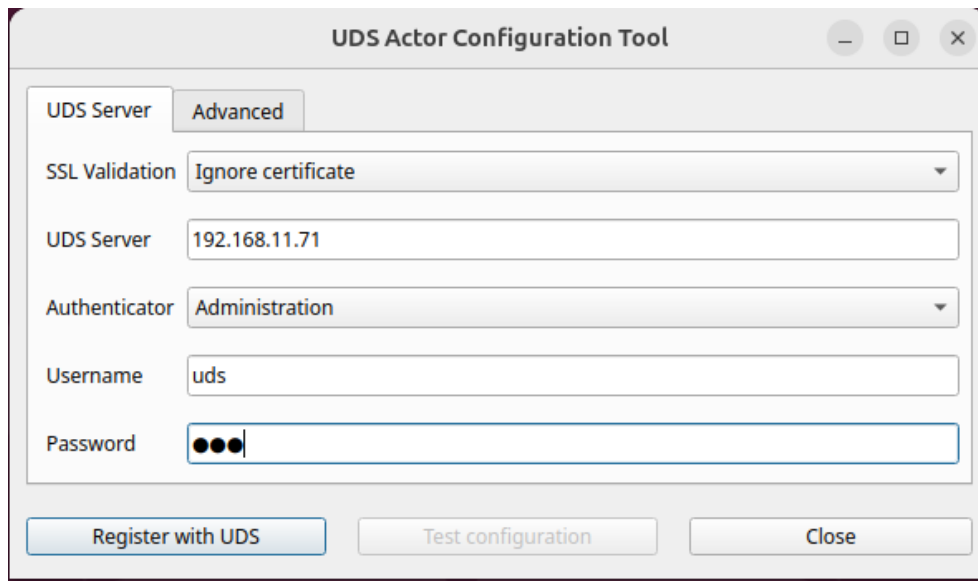 UDS Actor Configuration Tool
UDS Server Advanced
SSL Validation Ignore certificate
UDS Server 192.168.11.71
Authenticator Administration
Username uds
Password ●●●
Register with UDS Test configuration Close